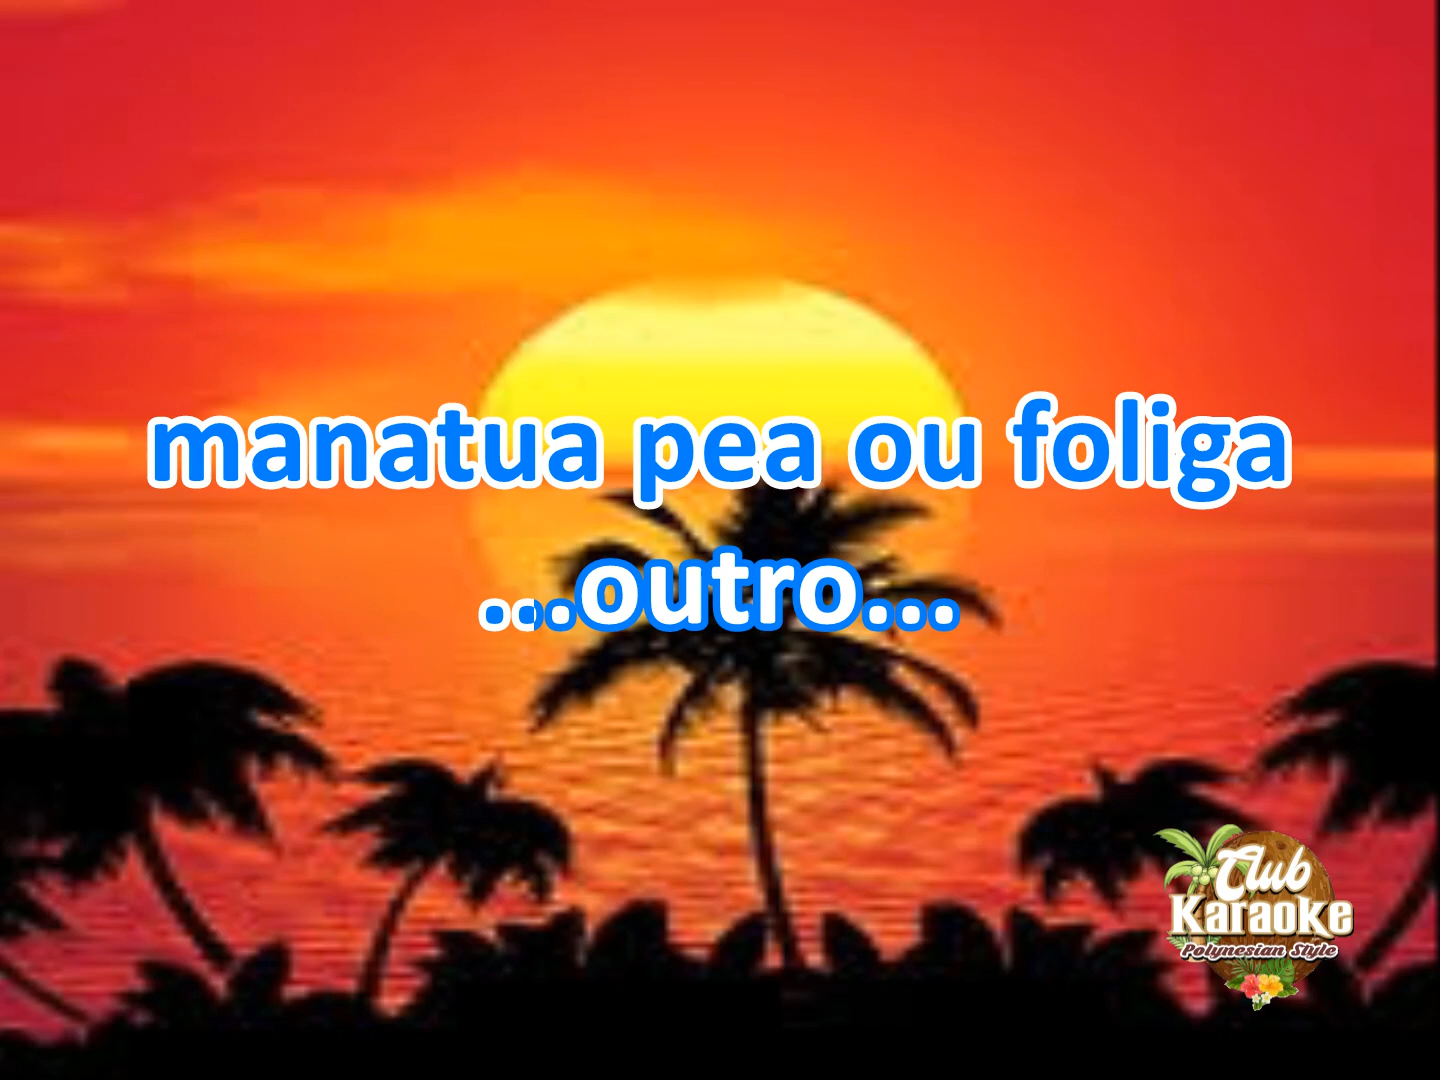 manatua pea ou foliga
...outro...
Club
Karaoke
Polynesian Style